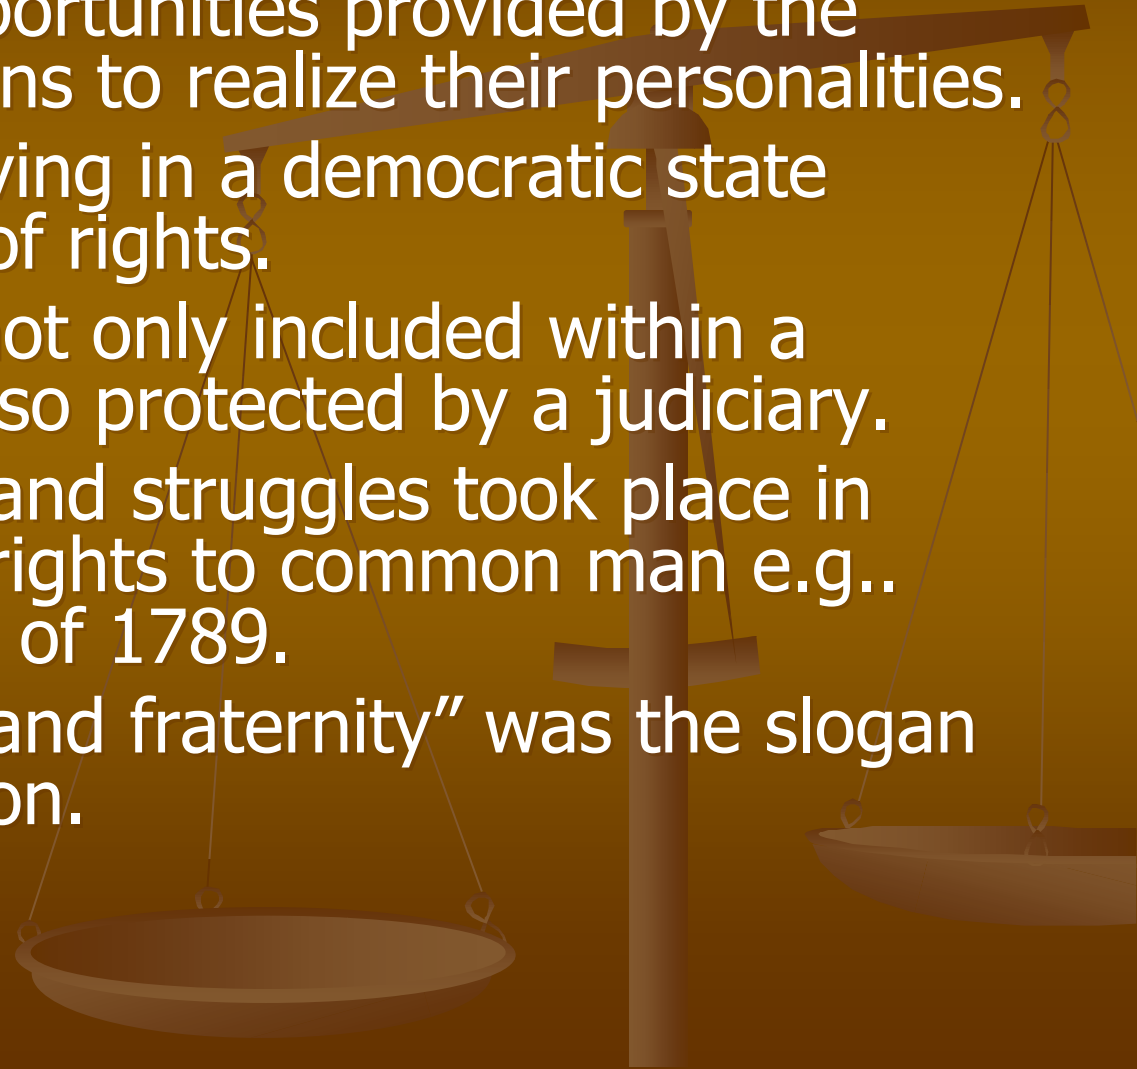 portunities provided by the
ns to realize their personalities.
ving in a democratic state
of rights.
not only included within a
so protected by a judiciary.
and struggles took place in
rights to common man e.g..
of 1789.
and fraternity” was the slogan
on.